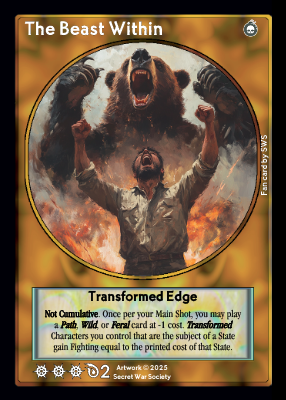 The Beast Within
Fan card by SWS
Transformed Edge
Not Cumulative. Once per your Main Shot, you may play
a Path, Wild, or Feral card at -1 cost. Transformed
Characters you control that are the subject of a State
gain Fighting equal to the printed cost of that State.
2
Artwork © 2025
Secret War Society